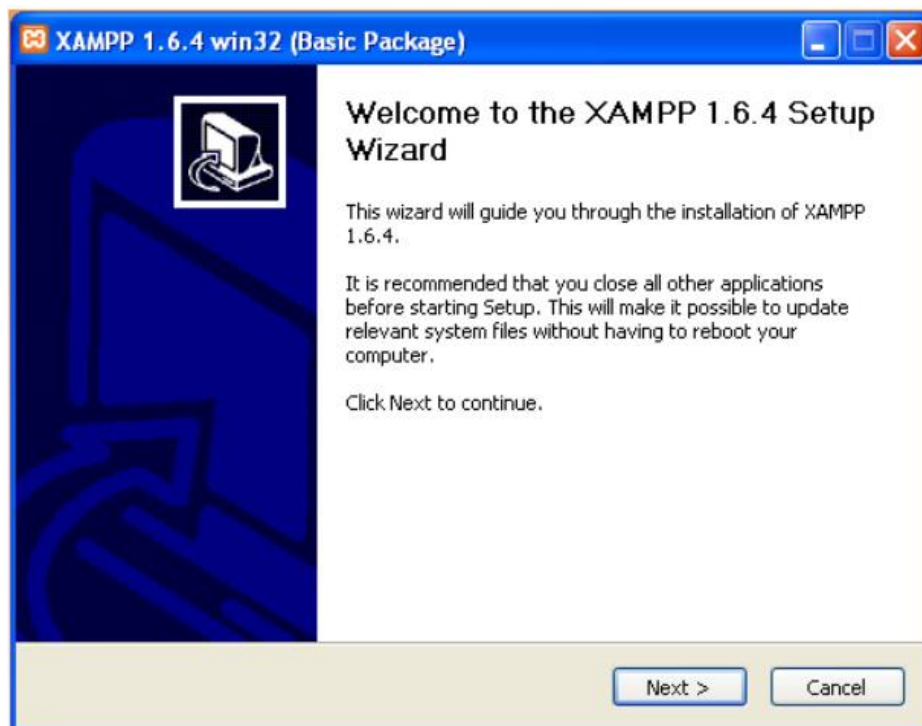 XAMPP 1.6.4 win32 (Basic Package)
Welcome to the XAMPP 1.6.4 Setup
Wizard
This wizard will guide you through the installation of XAMPP
1.6.4.
It is recommended that you close all other applications
before starting Setup. This will make it possible to update
relevant system files without having to reboot your
computer.
Click Next to continue.
Next >
Cancel